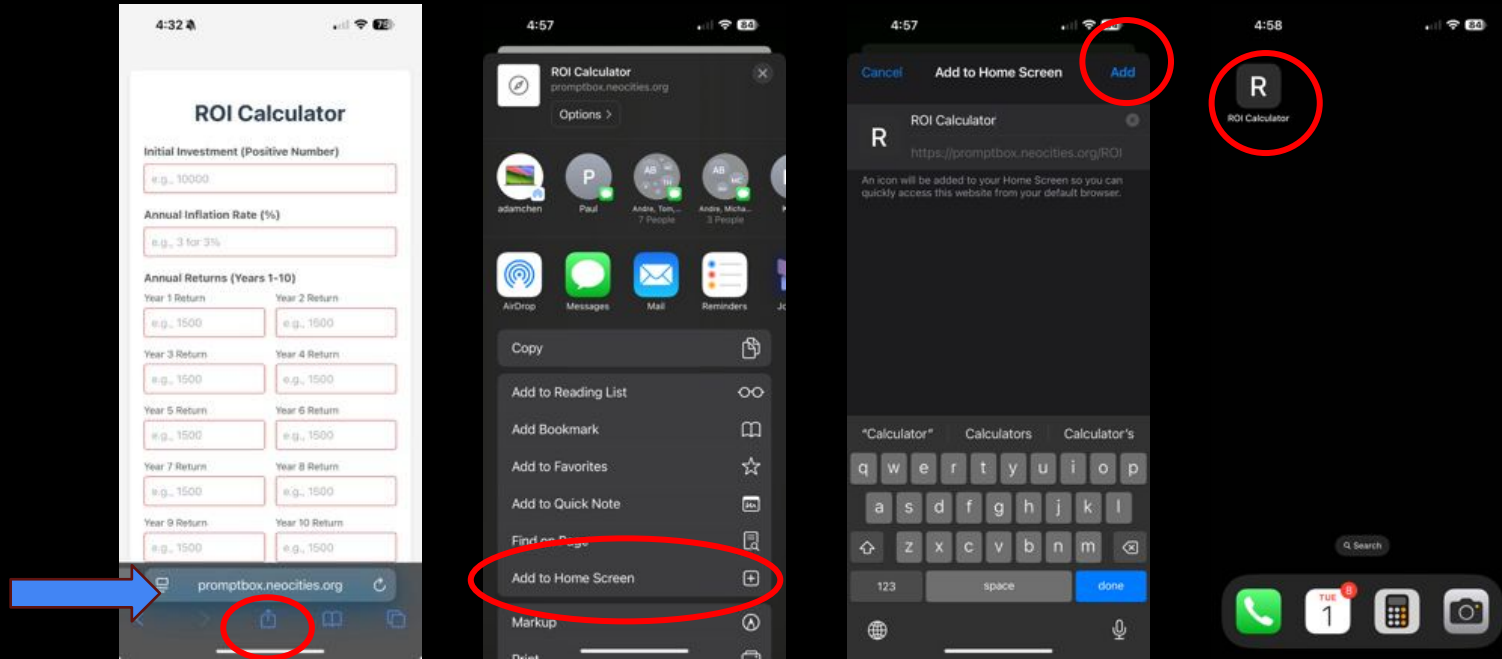 4:32
78
ROI Calculator
Initial Investment (Positive Number)
e.g., 10000
Annual Inflation Rate (%)
e.g., 3 for 3%
Annual Returns (Years 1-10)
Year 1 Return
Year 2 Return
e.g., 1500
e.g., 1500
Year 3 Return
Year 4 Return
e.g., 1500
e.g., 1500
Year 5 Return
Year 6 Return
e.g., 1500
e.g., 1500
Year 7 Return
Year 8 Return
e.g., 1500
e.g., 1500
Year 9 Return
Year 10 Return
e.g., 1500
e.g., 1500
promptbox.neocities.org
4:57
84
ROI Calculator
promptbox.neocities.org
Options >
adamchen
P
Paul
AB
Andre, Tom,...
7 People
AB
Andre, Micha...
3 People
AirDrop
Messages
Mail
Reminders
Copy
Add to Reading List
Add Bookmark
Add to Favorites
Add to Quick Note
Find on Page
Add to Home Screen
Markup
Print
4:57
Cancel
Add to Home Screen
Add
R
ROI Calculator
https://promptbox.neocities.org/ROI
An icon will be added to your Home Screen so you can
quickly access this website from your default browser.
"Calculator"
Calculators
Calculator's
q w e r t y u i o p
a s d f g h j k l
z x c v b n m
123
space
done
4:58
84
R
ROI Calculator
Search
TUE
1
8